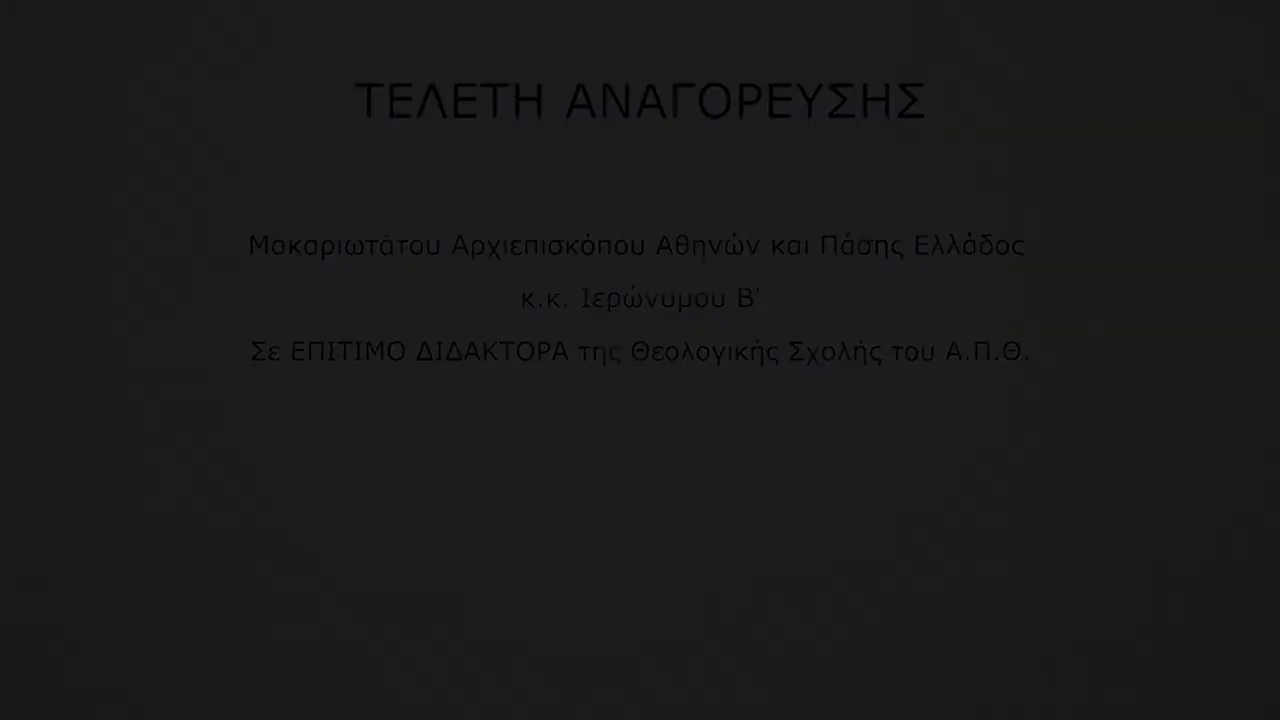 ΤΕΛΕΤΗ ΑΝΑΓΟΡΕΥΣΗΣ
Μακαριωτάτου Αρχιεπισκόπου Αθηνών και Πάσης Ελλάδος
κ.κ. Ιερώνυμου Β'
Σε ΕΠΙΤΙΜΟ ΔΙΔΑΚΤΟΡΑ της Θεολογικής Σχολής του Α.Π.Θ.